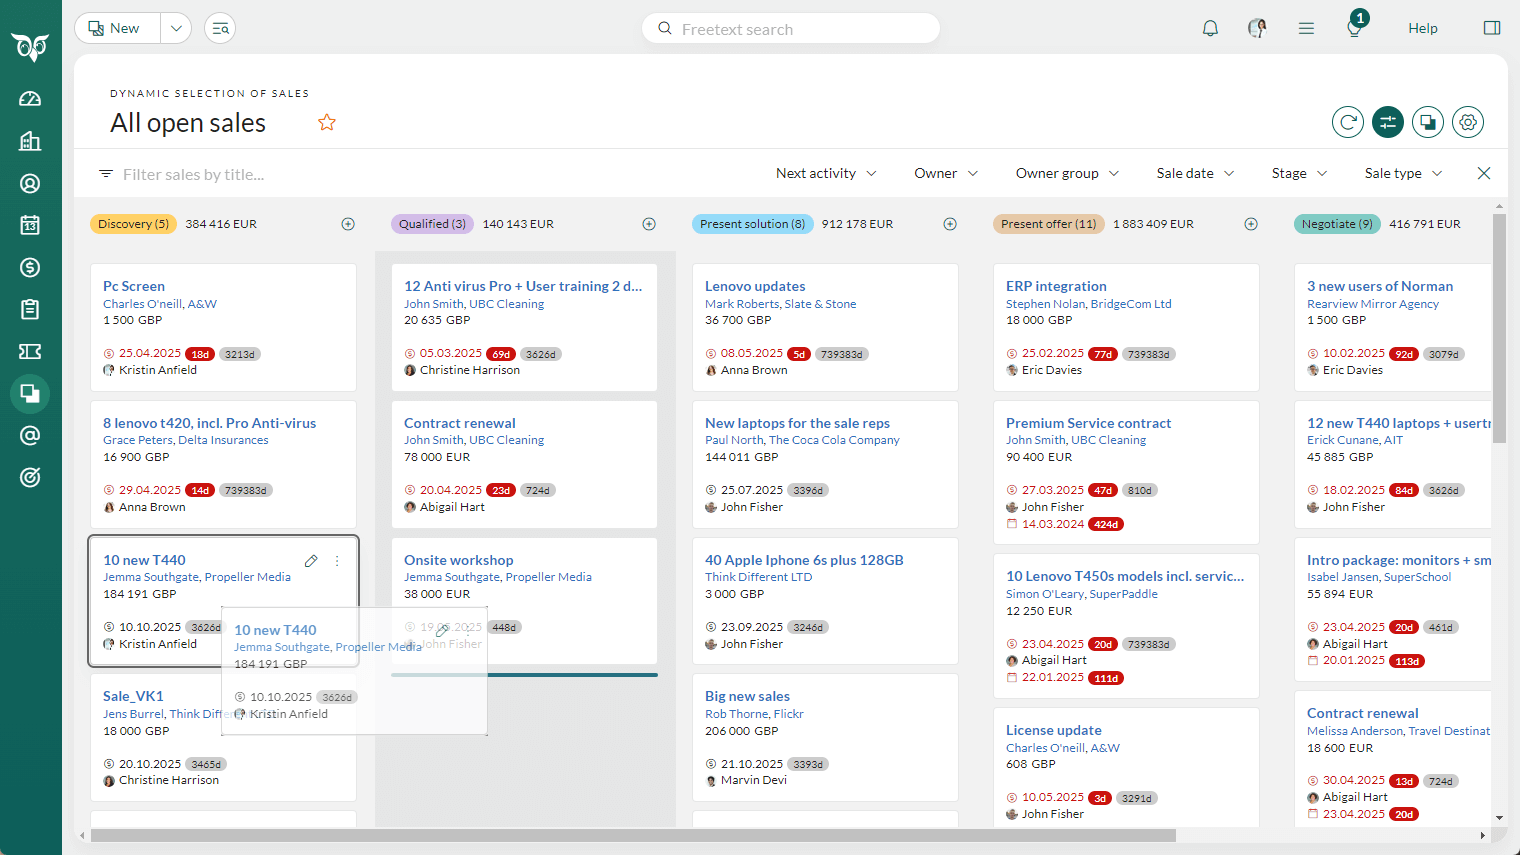 New
Freetext search
1
Help
DYNAMIC SELECTION OF SALES
All open sales
Filter sales by title...
Next activity
Owner
Owner group
Sale date
Stage
Sale type
13
Discovery (5)
384 416 EUR
Pc Screen
Charles O'neill, A&W
1 500 GBP
25.04.2025 18d 3213d
Kristin Anfield
8 lenovo t420, incl. Pro Anti-virus
Grace Peters, Delta Insurances
16 900 GBP
29.04.2025 14d 739383d
Anna Brown
10 new T440
Jemma Southgate, Propeller Media
184 191 GBP
10.10.2025 3626d
Kristin Anfield
10 new T440
Jemma Southgate, Propeller Media
184 191 GBP
10.10.2025 3626d
Kristin Anfield
Sale_VK1
Jens Burrel, Think Differ
18 000 GBP
20.10.2025 3465d
Christine Harrison
Qualified (3)
140 143 EUR
12 Anti virus Pro + User training 2 d...
John Smith, UBC Cleaning
20 635 GBP
05.03.2025 69d 3626d
Christine Harrison
Contract renewal
John Smith, UBC Cleaning
78 000 EUR
20.04.2025 23d 724d
Abigail Hart
Onsite workshop
Jemma Southgate, Propeller Media
38 000 EUR
448d
John Fisher
Present solution (8)
912 178 EUR
Lenovo updates
Mark Roberts, Slate & Stone
36 700 GBP
08.05.2025 5d 739383d
Anna Brown
New laptops for the sale reps
Paul North, The Coca Cola Company
144 011 GBP
25.07.2025 3396d
John Fisher
40 Apple Iphone 6s plus 128GB
Think Different LTD
3 000 GBP
23.09.2025 3246d
John Fisher
Big new sales
Rob Thorne, Flickr
206 000 GBP
21.10.2025 3393d
Marvin Devi
Present offer (11)
1 883 409 EUR
ERP integration
Stephen Nolan, BridgeCom Ltd
18 000 GBP
25.02.2025 77d 739383d
Eric Davies
Premium Service contract
John Smith, UBC Cleaning
90 400 EUR
27.03.2025 47d 810d
John Fisher
14.03.2024 424d
10 Lenovo T450s models incl. servic...
Simon O'Leary, SuperPaddle
12 250 EUR
23.04.2025 20d 739383d
Abigail Hart
22.01.2025 111d
License update
Charles O'neill, A&W
608 GBP
10.05.2025 3d 3291d
John Fisher
Negotiate (9)
416 791 EUR
3 new users of Norman
Rearview Mirror Agency
1 500 GBP
10.02.2025 92d 3079d
Eric Davies
12 new T440 laptops + usertr
Erick Cunane, AIT
45 885 GBP
18.02.2025 84d 3626d
John Fisher
Intro package: monitors + sm
Isabel Jansen, SuperSchool
55 894 EUR
23.04.2025 20d 461d
Abigail Hart
20.01.2025 113d
Contract renewal
Melissa Anderson, Travel Destinat
18 600 EUR
30.04.2025 13d 724d
Abigail Hart
23.04.2025 20d